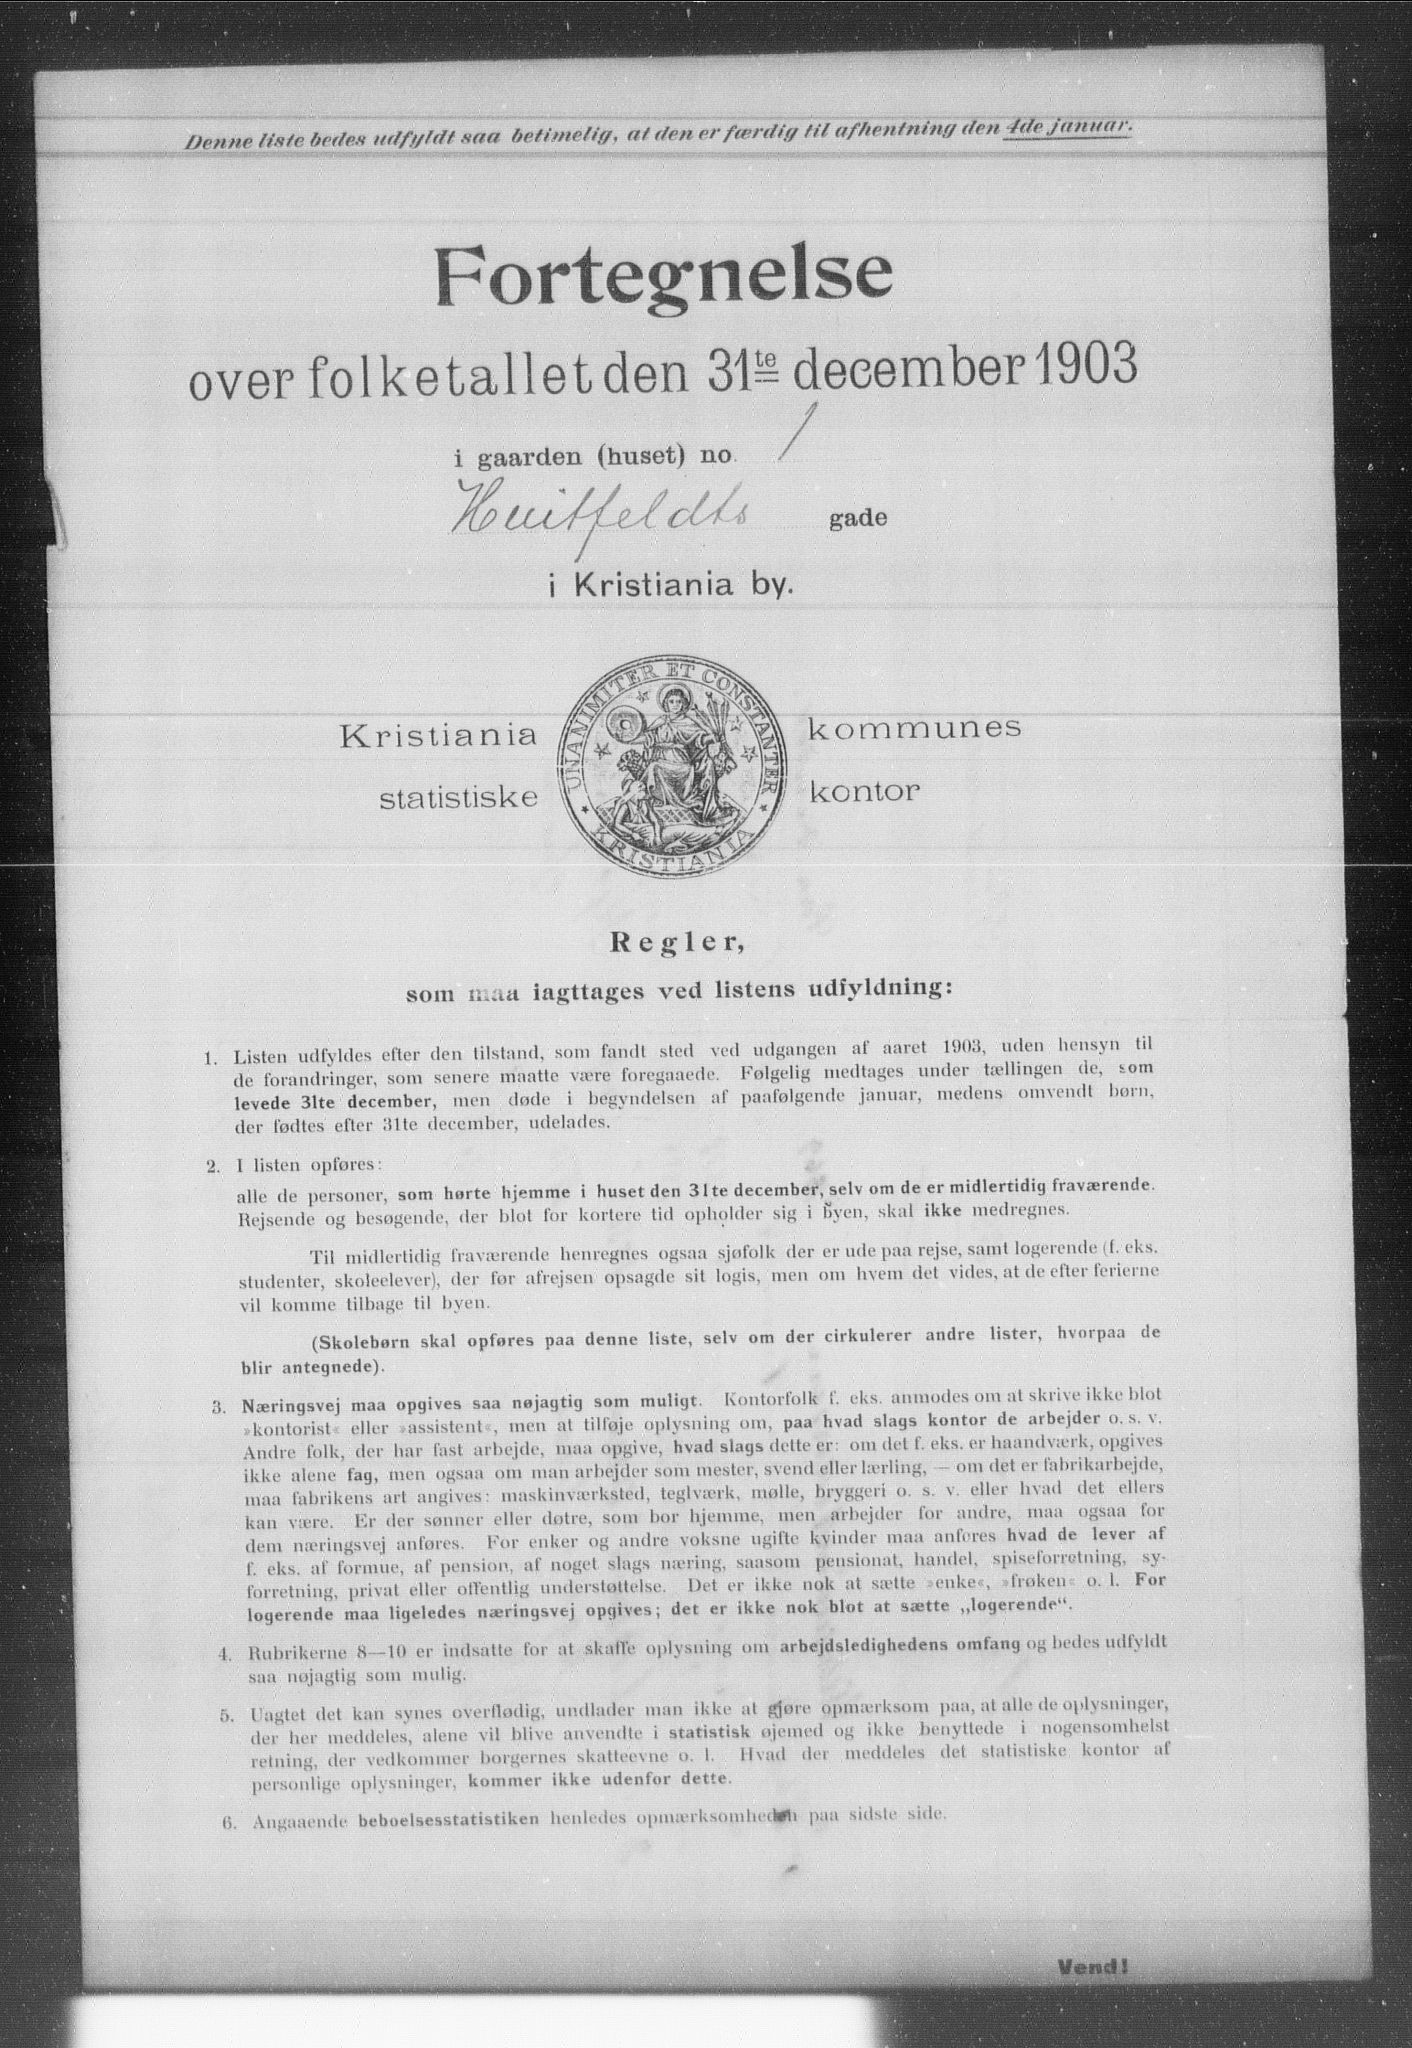 Denne liste bedes udfyldt saa betimelig, at den er færdig til afhentning den 4de januar.
Fortegnelse
over folketallet den 31te december 1903
i gaarden (huset) no. 1
Huitfeldts gade
i Kristiania by.
Kristiania kommunes
statistiske kontor
UNANIMITER ET CONSTANTER
KRISTIANIA
Regler,
som maa iagttages ved listens udfyldning:
1. Listen udfyldes efter den tilstand, som fandt sted ved udgangen af aaret 1903, uden hensyn til
de forandringer, som senere maatte være foregaaede. Følgelig medtages under tællingen de, som
levede 31te december, men døde i begyndelsen af paafølgende januar, medens omvendt børn,
der fødtes efter 31te december, udelades.
2. I listen opføres:
alle de personer, som hørte hjemme i huset den 31te december, selv om de er midlertidig fraværende.
Rejsende og besøgende, der blot for kortere tid opholder sig i byen, skal ikke medregnes.
Til midlertidig fraværende henregnes ogsaa sjøfolk der er ude paa rejse, samt logerende (f. eks.
studenter, skoleelever), der før afrejsen opsagde sit logis, men om hvem det vides, at de efter ferierne
vil komme tilbage til byen.
(Skolebørn skal opføres paa denne liste, selv om der cirkulerer andre lister, hvorpaa de
blir antegnede).
3. Næringsvej maa opgives saa nøjagtig som muligt. Kontorfolk f. eks. anmodes om at skrive ikke blot
»kontorist« eller »assistent«, men at tilføje oplysning om, paa hvad slags kontor de arbejder o. s. v.
Andre folk, der har fast arbejde, maa opgive, hvad slags dette er: om det f. eks. er haandværk, opgives
ikke alene fag, men ogsaa om man arbejder som mester, svend eller lærling, — om det er fabrikarbejde,
maa fabrikens art angives: maskinværksted, teglværk, mølle, bryggeri o. s. v. eller hvad det ellers
kan være. Er der sønner eller døtre, som bor hjemme, men arbejder for andre, maa ogsaa for
dem næringsvej anføres. For enker og andre voksne ugifte kvinder maa anføres hvad de lever af
f. eks. af formue, af pension, af noget slags næring, saasom pensionat, handel, spiseforretning, sy-
forretning, privat eller offentlig understøttelse. Det er ikke nok at sætte »enke«, »frøken« o. l. For
logerende maa ligeledes næringsvej opgives; det er ikke nok blot at sætte „logerende“.
4. Rubrikerne 8—10 er indsatte for at skaffe oplysning om arbejdsledighedens omfang og bedes udfyldt
saa nøjagtig som mulig.
5. Uagtet det kan synes overflødig, undlader man ikke at gjøre opmærksom paa, at alle de oplysninger,
der her meddeles, alene vil blive anvendte i statistisk øjemed og ikke benyttede i nogensomhelst
retning, der vedkommer borgernes skatteevne o. l. Hvad der meddeles det statistiske kontor af
personlige oplysninger, kommer ikke udenfor dette.
6. Angaaende beboelsesstatistiken henledes opmærksomheden paa sidste side.
Vend!